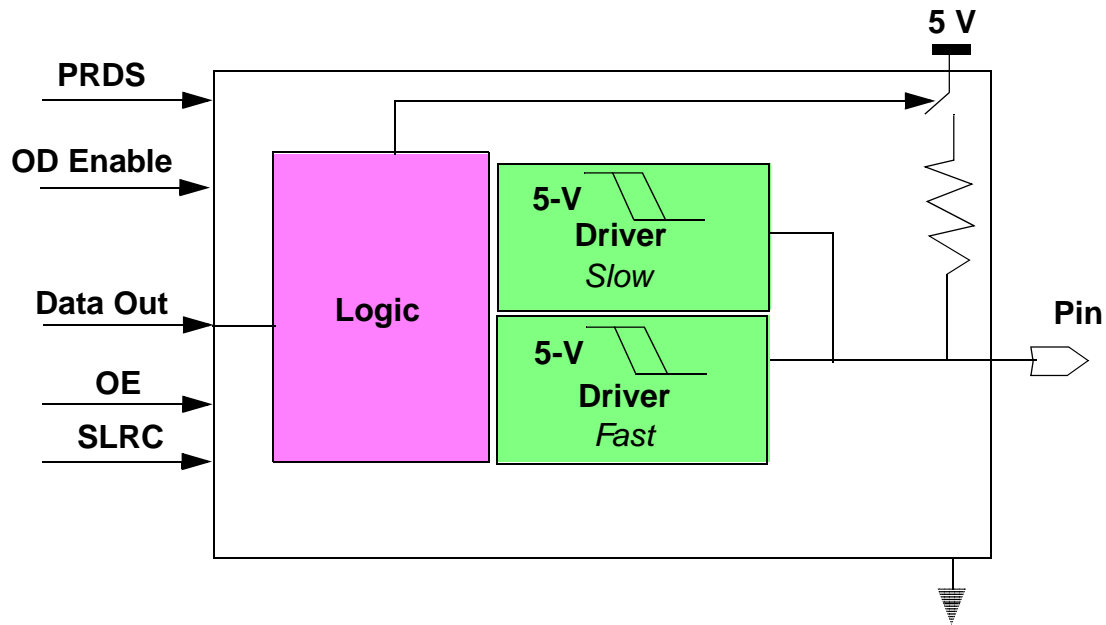 5 V
PRDS
OD Enable
5-V
Driver
Slow
Data Out
Logic
Pin
5-V
Driver
Fast
OE
SLRC